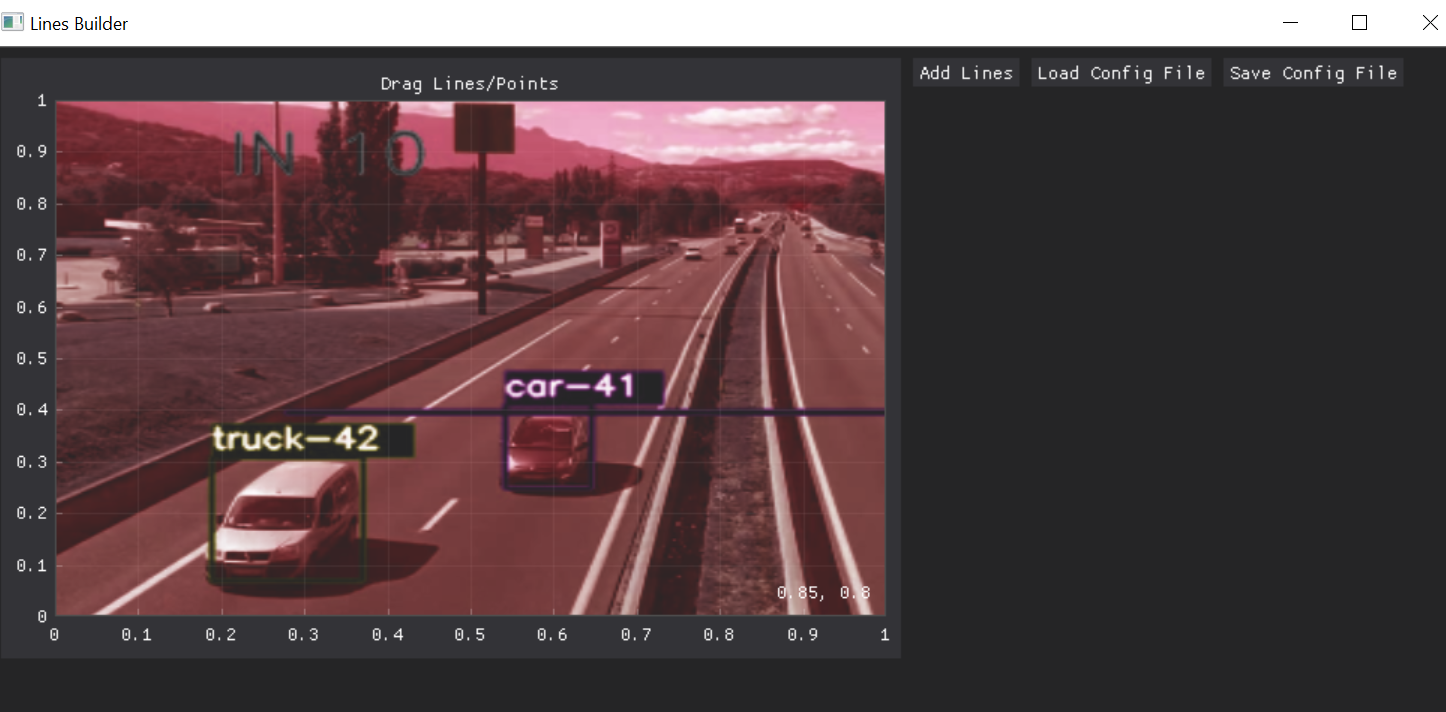 Lines Builder
Add Lines Load Config File Save Config File
Drag Lines/Points
1
0.9
0.8
0.7
0.6
0.5
0.4
0.3
0.2
0.1
0
IN 10
car-41
truck-42
0.85, 0.8
0 0.1 0.2 0.3 0.4 0.5 0.6 0.7 0.8 0.9 1